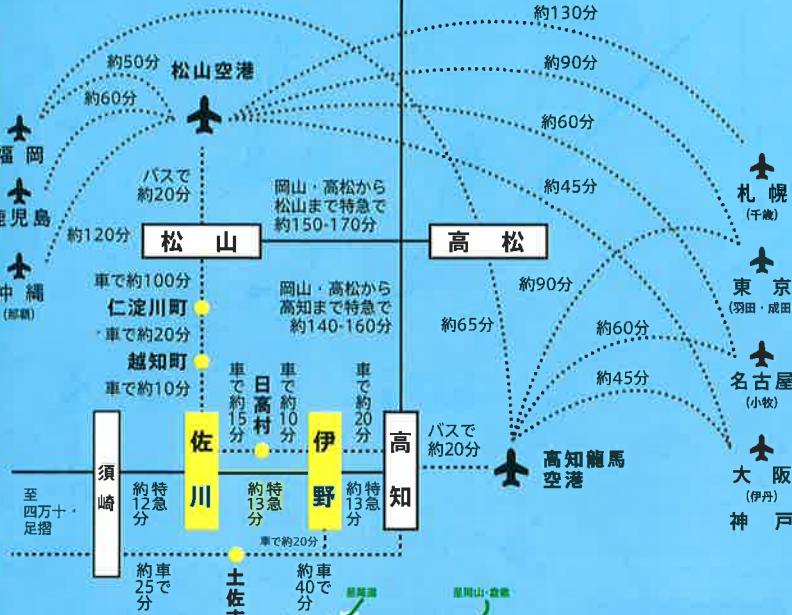 約130分
約50分
松山空港
約90分
約60分
約60分
福岡
バスで
約20分
岡山・高松から
松山まで特急で
約150-170分
約45分
鹿児島
札幌
(千歳)
約120分
松山
高松
沖縄
(那覇)
車で約100分
仁淀川町
車で約20分
越知町
車で約10分
岡山・高松から
高知まで特急で
約140-160分
約90分
約65分
東京
(羽田・成田
約60分
約45分
名古屋
(小牧)
車で約15分
日高村
車で約10分
車で約20分
佐川
伊野
高知
バスで
約20分
高知龍馬
空港
大阪
(伊丹)
神戸
須崎
至
四万十・
足摺
特急
約12分
特急
約13分
特急
約13分
車で約20分
車で
約25分
土佐
車で
約40分